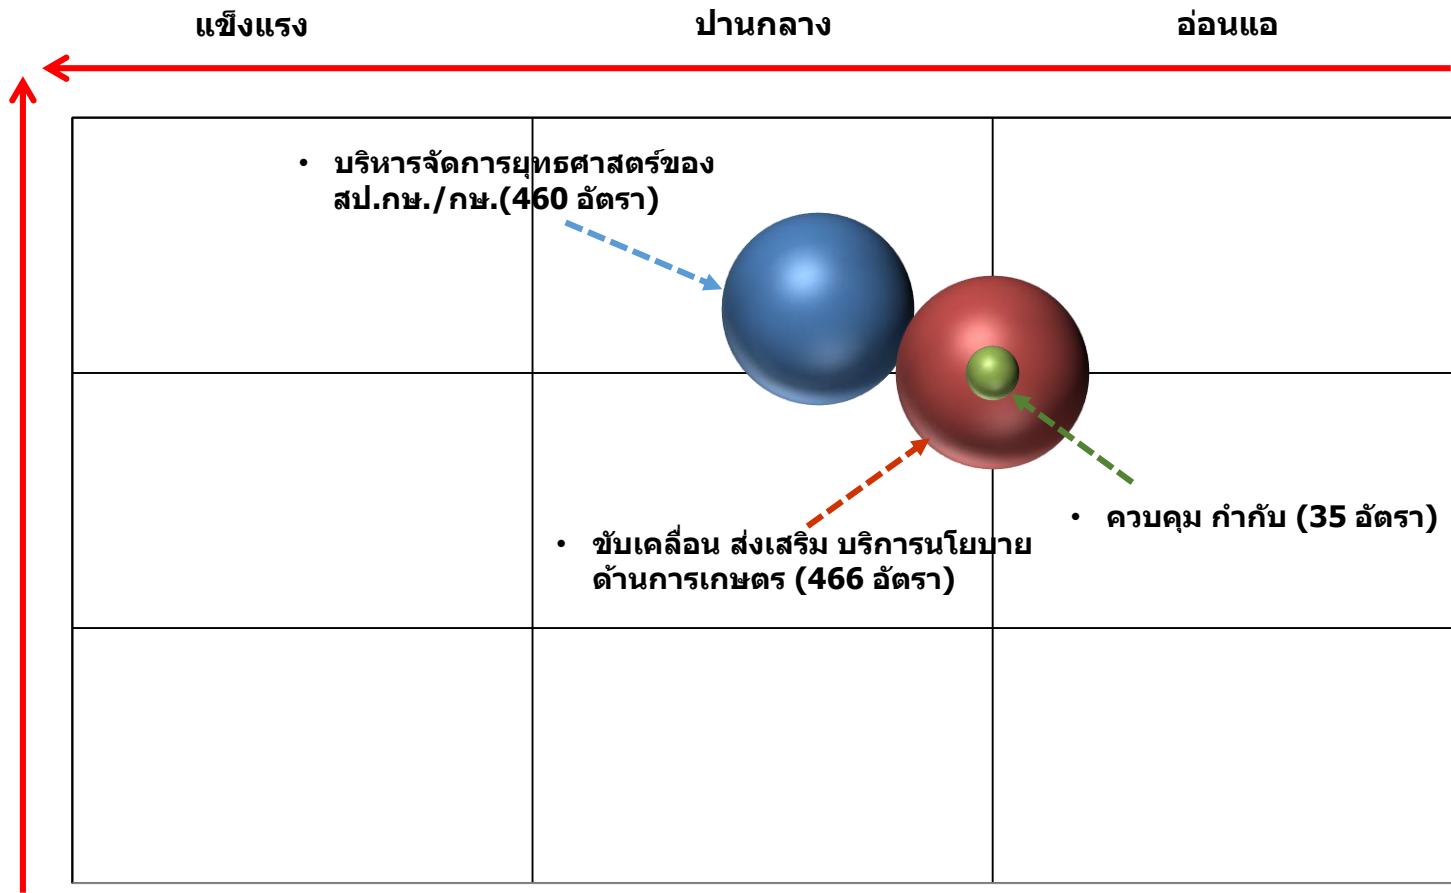 แข็งแรง ปานกลาง อ่อนแอ
• บริหารจัดการยุทธศาสตร์ของ
สป.กษ./กษ.(460 อัตรา)
• ควบคุม กำกับ (35 อัตรา)
• ขับเคลื่อน ส่งเสริม บริการนโยบาย
ด้านการเกษตร (466 อัตรา)